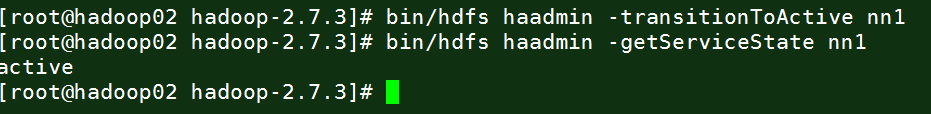 [root@hadoop02 hadoop-2.7.3]# bin/hdfs haadmin -transitionToActive nn1
[root@hadoop02 hadoop-2.7.3]# bin/hdfs haadmin -getServiceState nn1
active
[root@hadoop02 hadoop-2.7.3]#